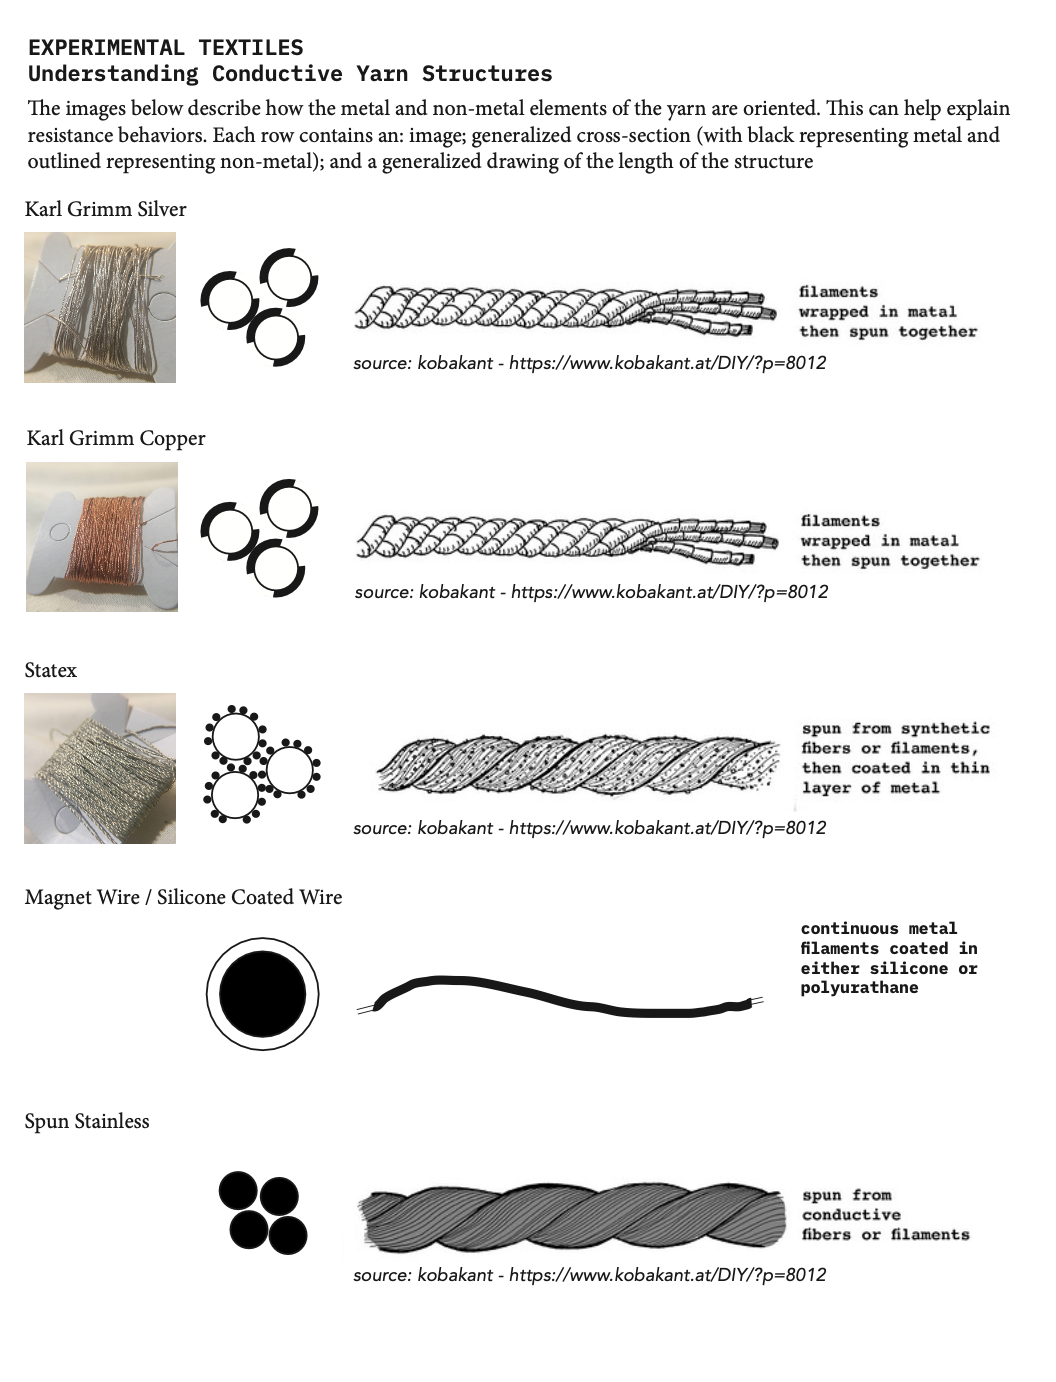 EXPERIMENTAL TEXTILES
Understanding Conductive Yarn Structures
The images below describe how the metal and non-metal elements of the yarn are oriented. This can help explain
resistance behaviors. Each row contains an: image; generalized cross-section (with black representing metal and
outlined representing non-metal); and a generalized drawing of the length of the structure
Karl Grimm Silver
filaments
wrapped in matal
then spun together
source: kobakant - https://www.kobakant.at/DIY/?p=8012
Karl Grimm Copper
filaments
wrapped in matal
then spun together
source: kobakant - https://www.kobakant.at/DIY/?p=8012
Statex
spun from synthetic
fibers or filaments,
then coated in thin
layer of metal
source: kobakant - https://www.kobakant.at/DIY/?p=8012
Magnet Wire / Silicone Coated Wire
continuous metal
filaments coated in
either silicone or
polyurathane
Spun Stainless
spun from
conductive
fibers or filaments
source: kobakant - https://www.kobakant.at/DIY/?p=8012